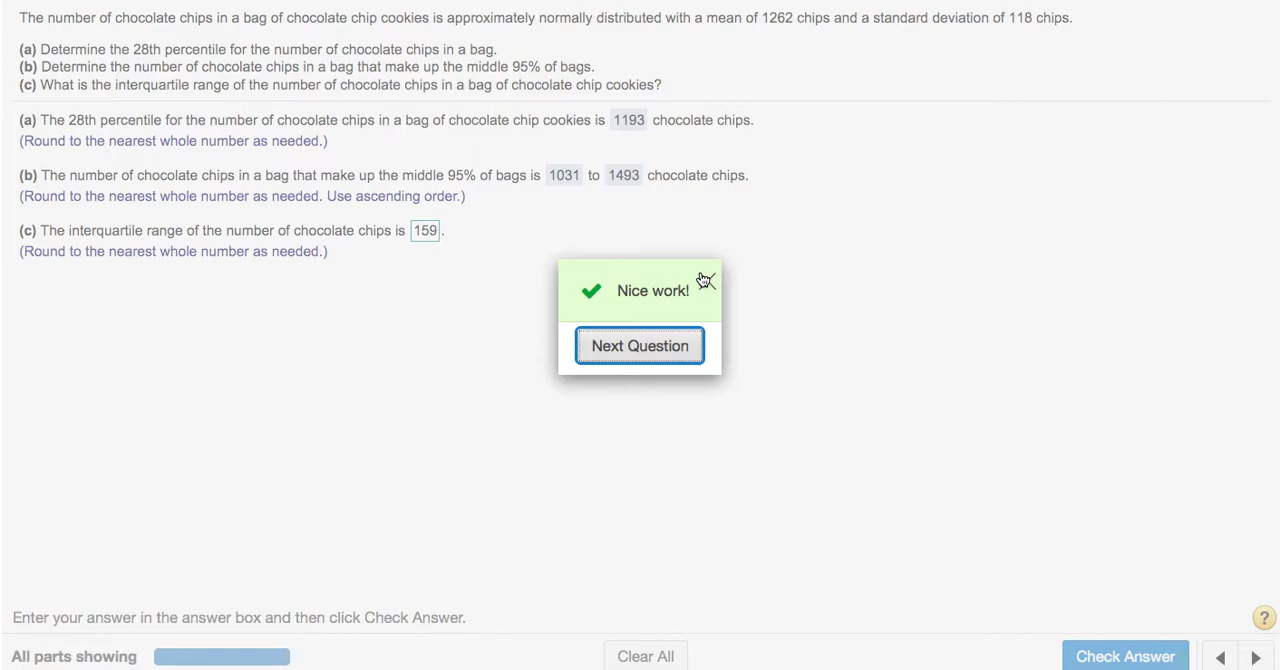 The number of chocolate chips in a bag of chocolate chip cookies is approximately normally distributed with a mean of 1262 chips and a standard deviation of 118 chips.
(a) Determine the 28th percentile for the number of chocolate chips in a bag.
(b) Determine the number of chocolate chips in a bag that make up the middle 95% of bags.
(c) What is the interquartile range of the number of chocolate chips in a bag of chocolate chip cookies?
(a) The 28th percentile for the number of chocolate chips in a bag of chocolate chip cookies is 1193 chocolate chips.
(Round to the nearest whole number as needed.)
(b) The number of chocolate chips in a bag that make up the middle 95% of bags is 1031 to 1493 chocolate chips.
(Round to the nearest whole number as needed. Use ascending order.)
(c) The interquartile range of the number of chocolate chips is 159.
(Round to the nearest whole number as needed.)
Nice work!
Next Question
Enter your answer in the answer box and then click Check Answer.
?
All parts showing
Clear All
Check Answer